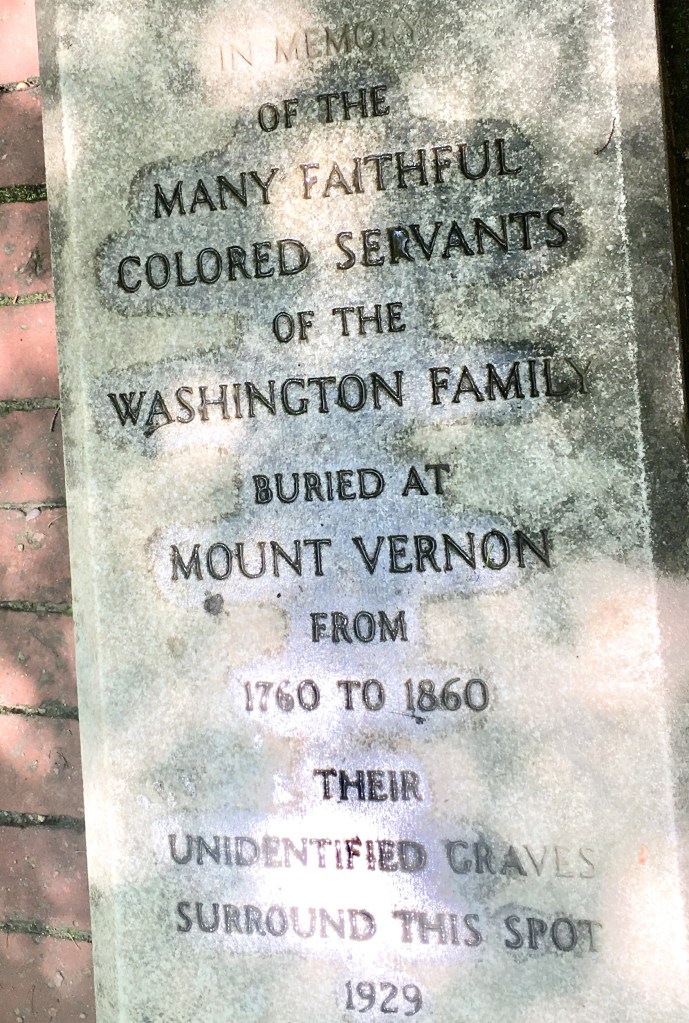 IN MEMORY
OF THE
MANY FAITHFUL
COLORED SERVANTS
OF THE
WASHINGTON FAMILY
BURIED AT
MOUNT VERNON
FROM
1760 TO 1860
THEIR
UNIDENTIFIED GRAVES
SURROUND THIS SPOT
1929